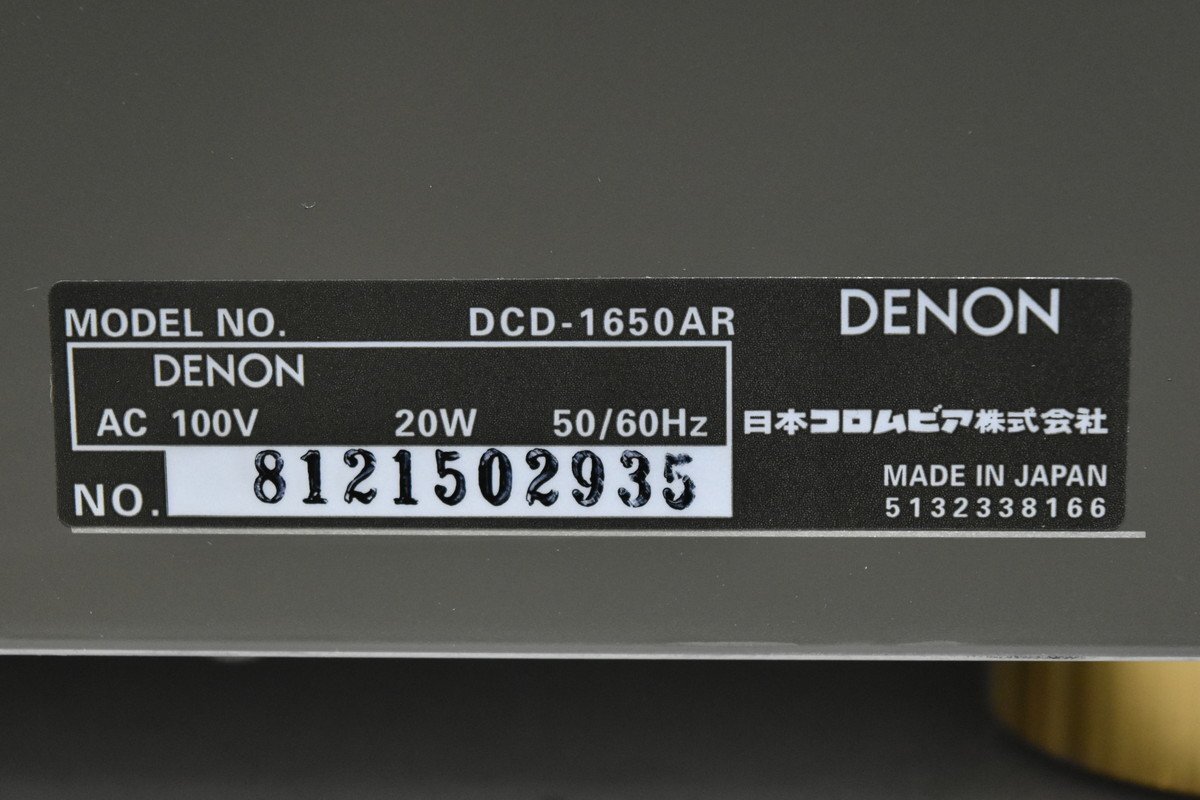 MODEL NO. DCD-1650AR
DENON
AC 100V 20W 50/60Hz
NO. 8121502935
DENON
日本コロムビア株式会社
MADE IN JAPAN
5132338166